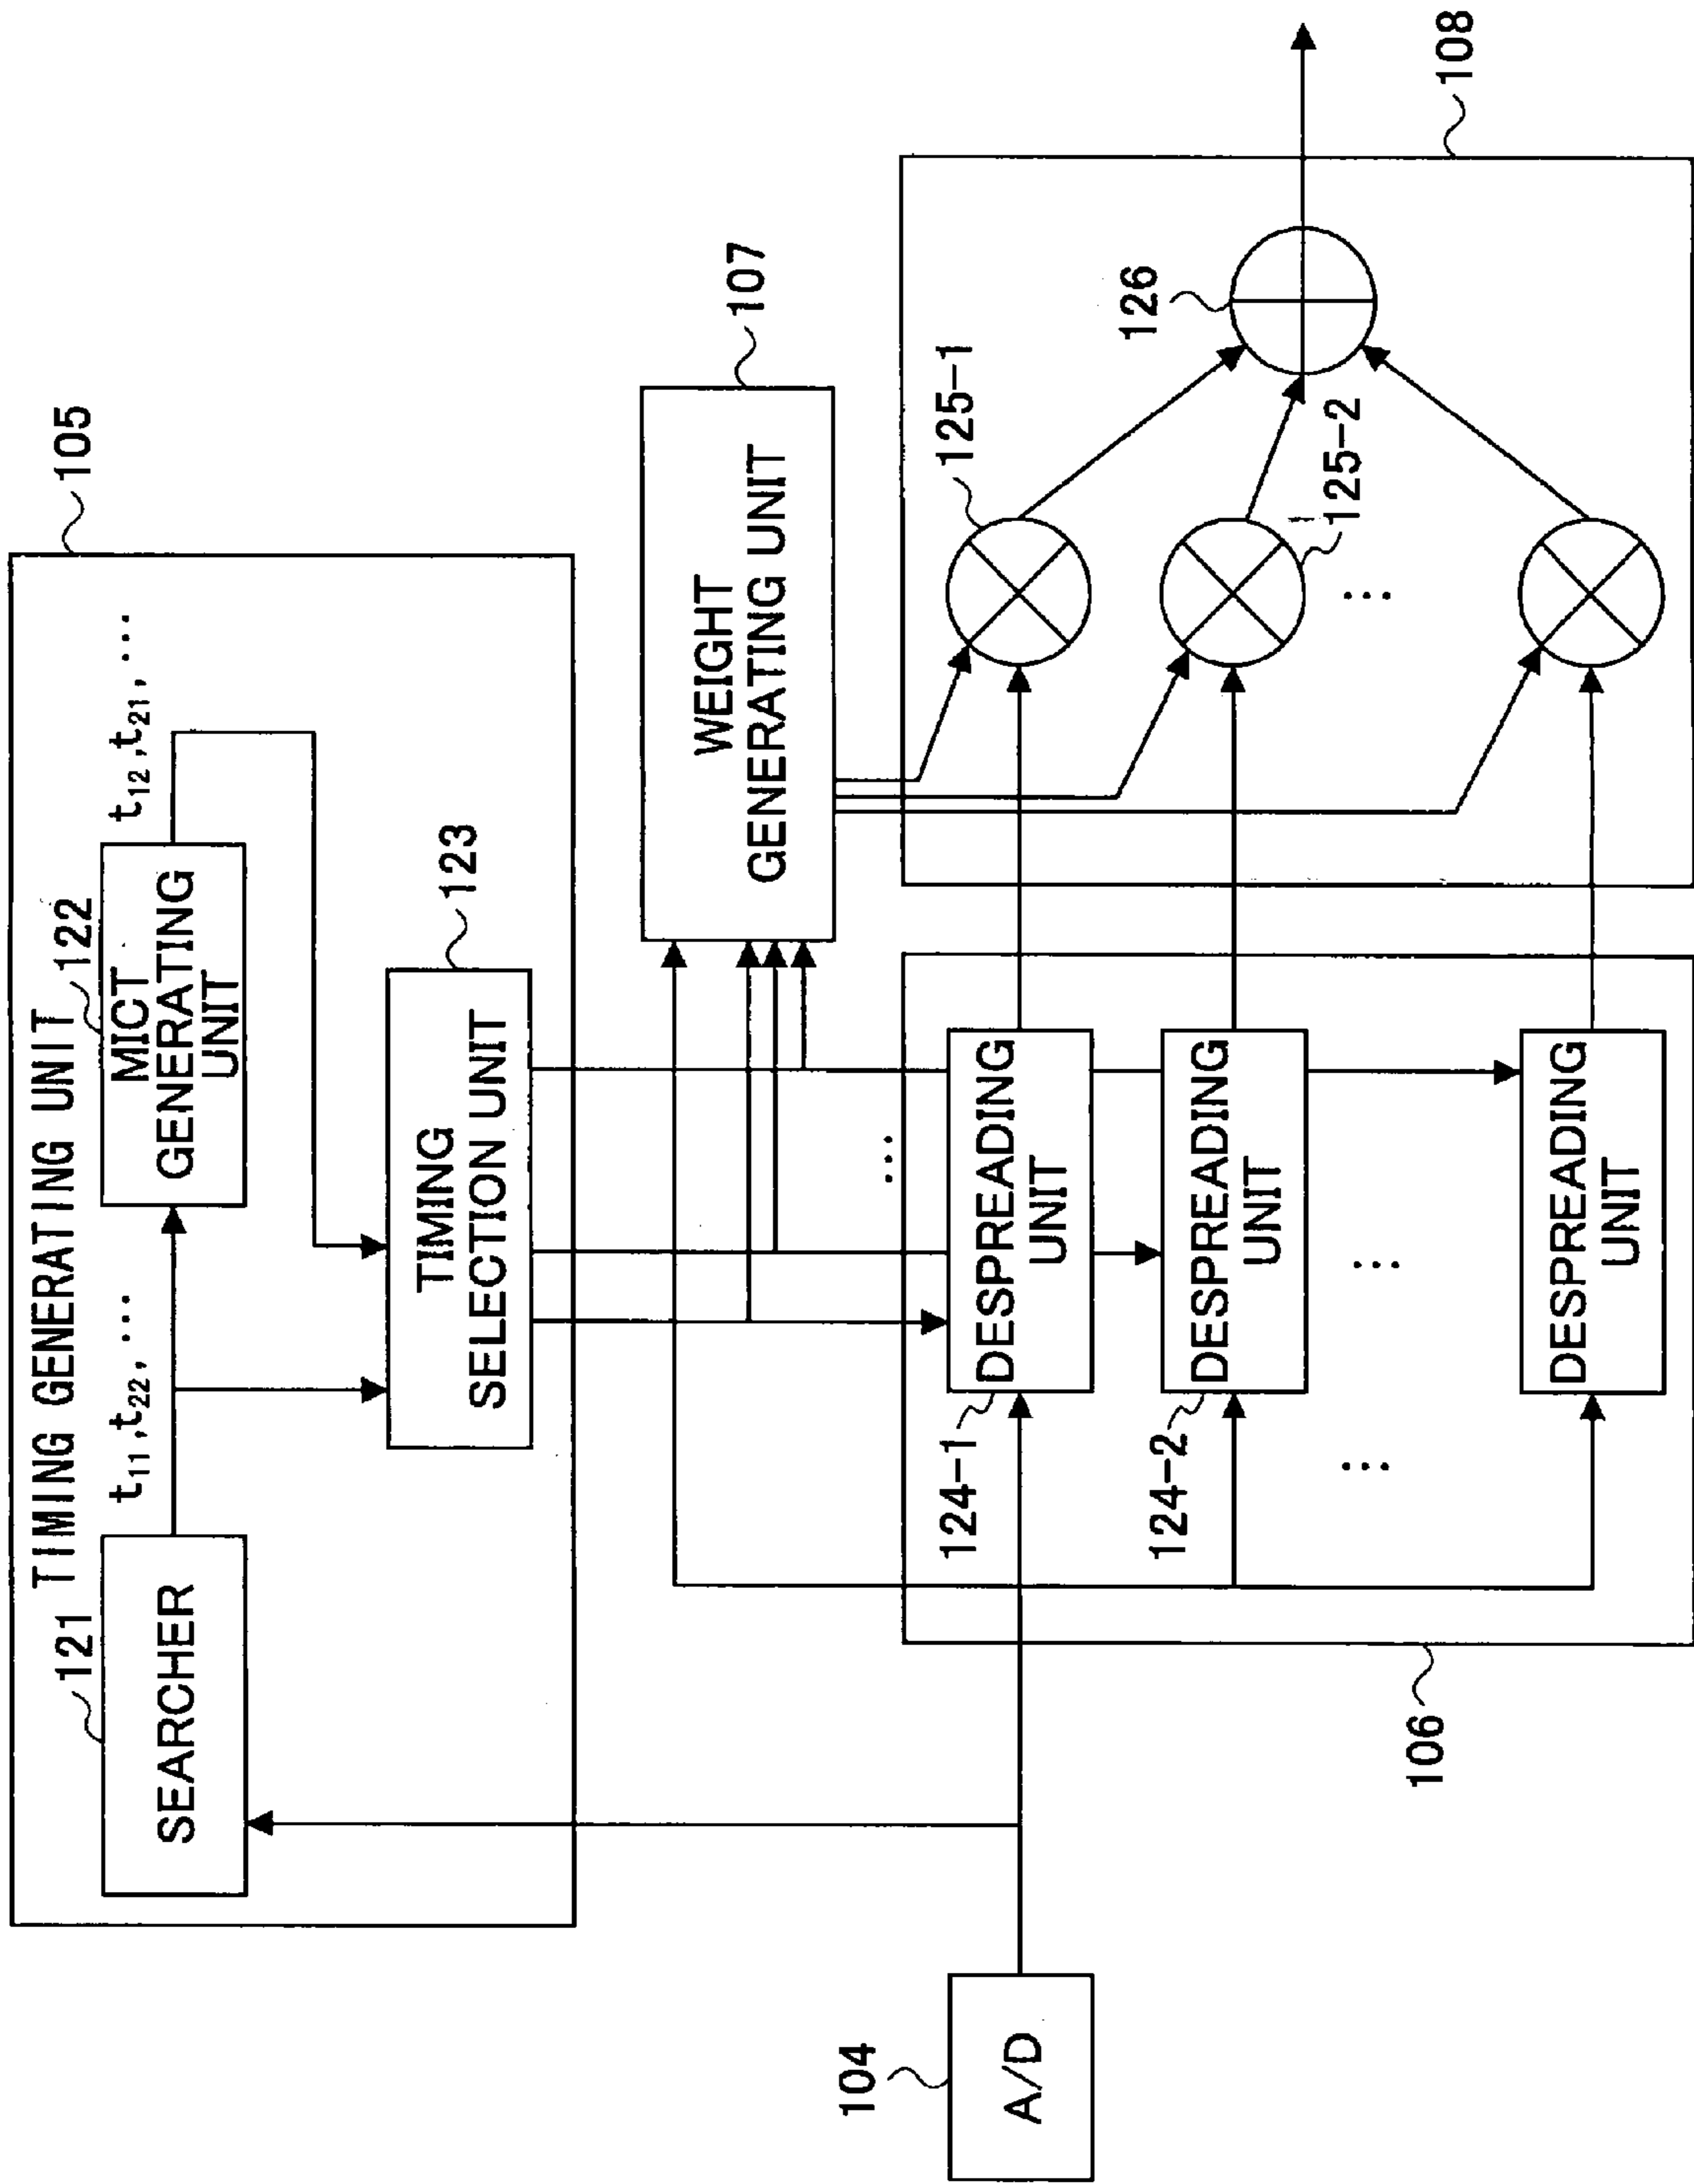 TIMING GENERATING UNIT
105
121
SEARCHER
t11,t22,...
122
MICT
GENERATING
UNIT
t12,t21,...
TIMING
SELECTION UNIT
123
WEIGHT
GENERATING UNIT
107
104
A/D
106
124-1
DESPREADING
UNIT
...
124-2
DESPREADING
UNIT
...
...
DESPREADING
UNIT
125-1
125-2
...
126
108